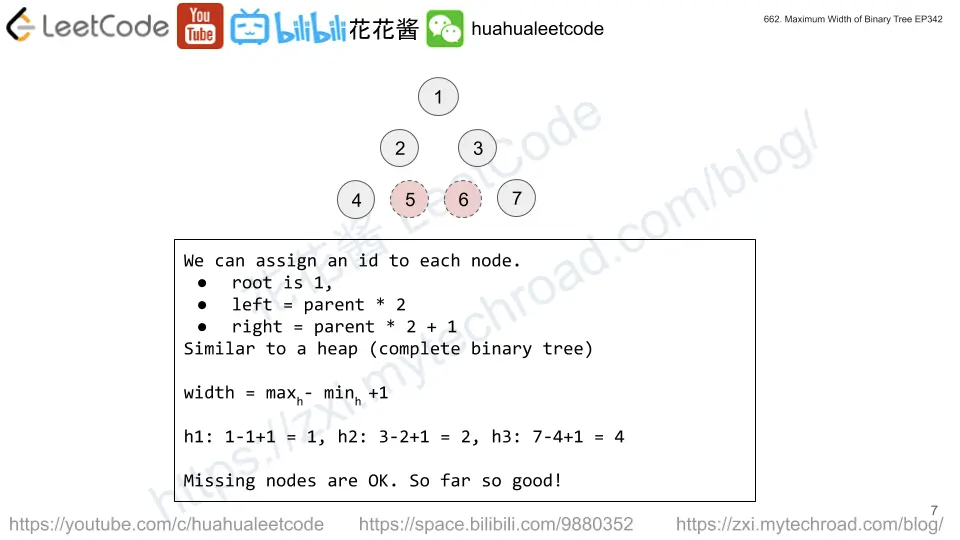 LeetCode You Tube bilibili 花花酱 huahualeetcode
662. Maximum Width of Binary Tree EP342
1
2 3
4 5 6 7
花花酱 LeetCode
https://zxi.mytechroad.com/blog/
We can assign an id to each node.
● root is 1,
● left = parent * 2
● right = parent * 2 + 1
Similar to a heap (complete binary tree)
width = maxh- minh +1
h1: 1-1+1 = 1, h2: 3-2+1 = 2, h3: 7-4+1 = 4
Missing nodes are OK. So far so good!
7
https://youtube.com/c/huahualeetcode https://space.bilibili.com/9880352 https://zxi.mytechroad.com/blog/